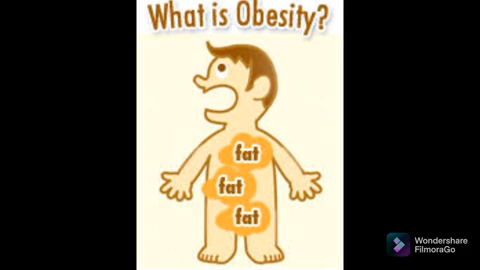 What is Obesity?
fat
fat
fat
Wondershare
FilmoraGo